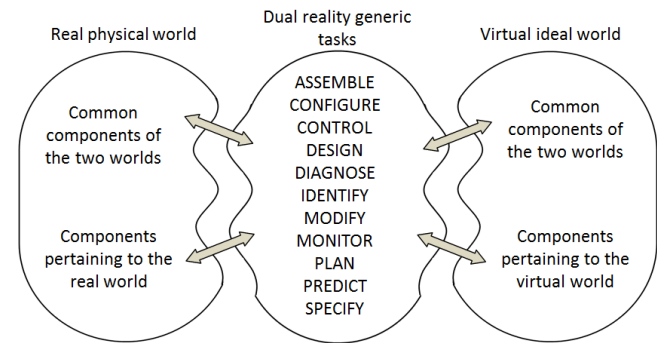 Real physical world
Dual reality generic
tasks
Virtual ideal world
Common
components of
the two worlds
Components
pertaining to the
real world
ASSEMBLE
CONFIGURE
CONTROL
DESIGN
DIAGNOSE
IDENTIFY
MODIFY
MONITOR
PLAN
PREDICT
SPECIFY
Common
components of
the two worlds
Components
pertaining to the
virtual world